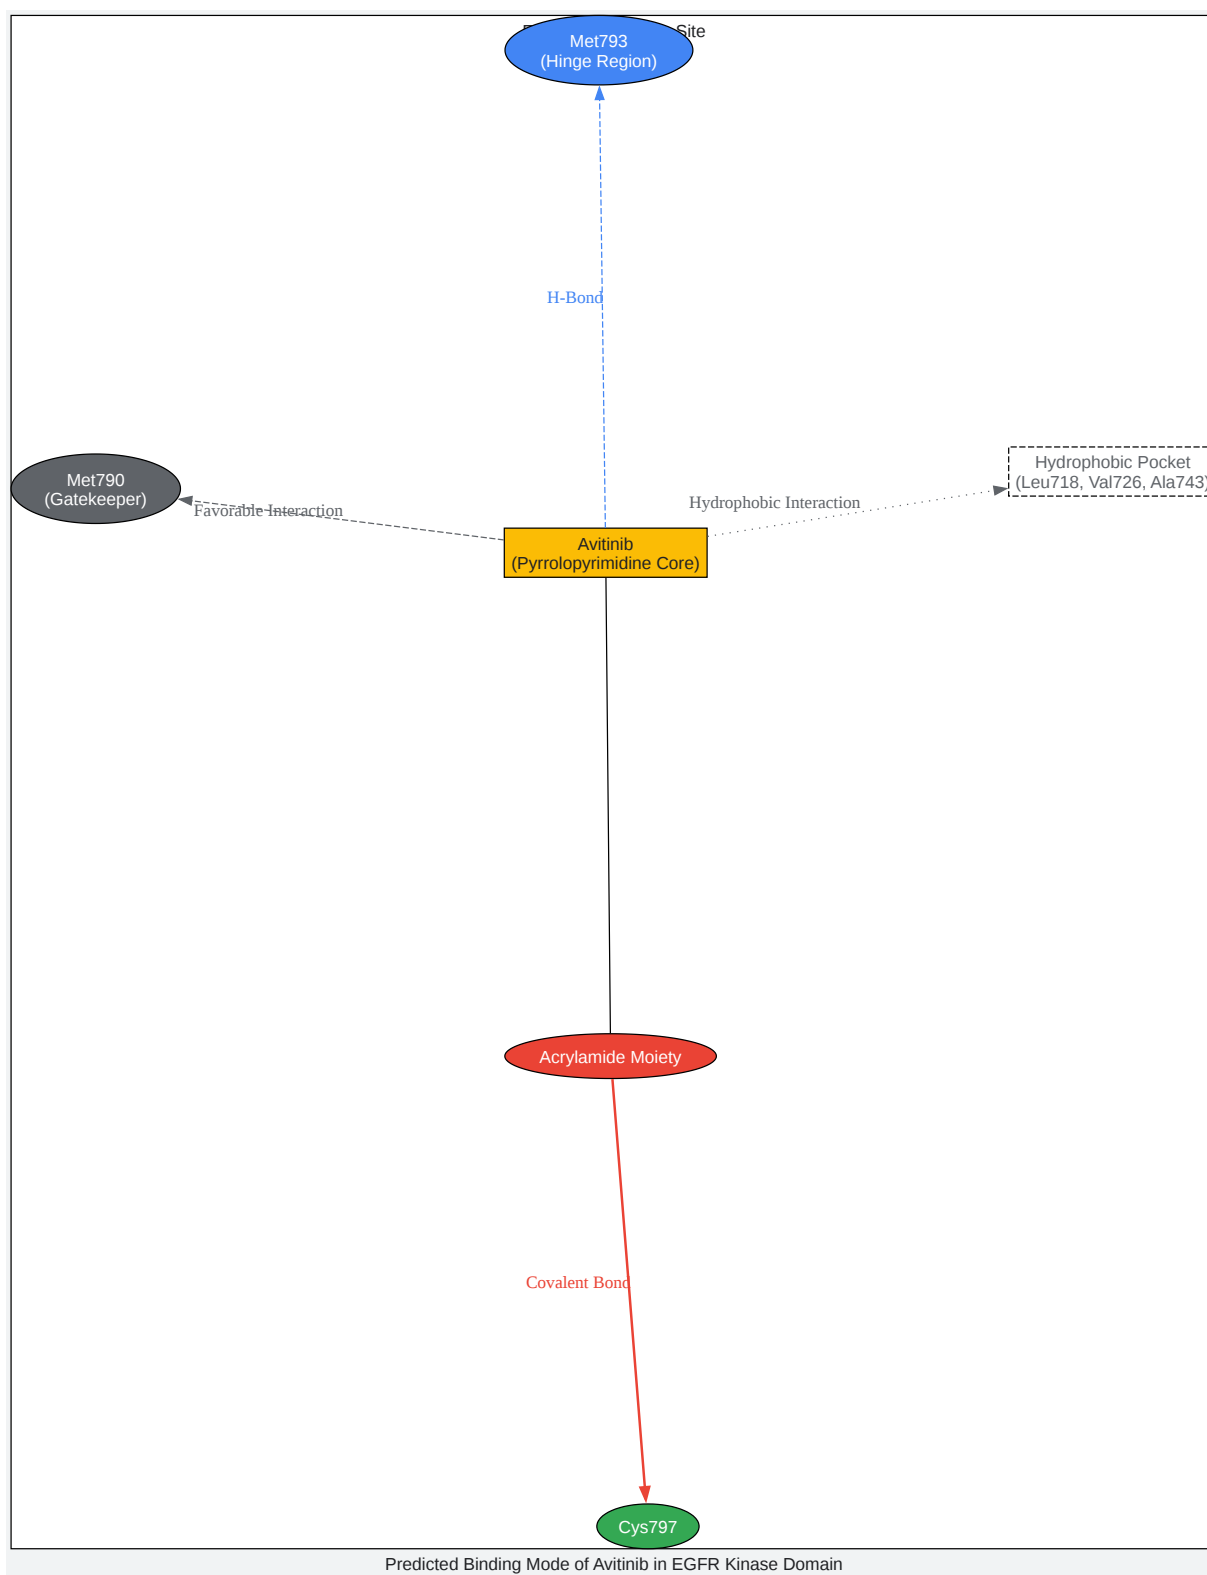 Site
Met793
(Hinge Region)
H-Bond
Met790
(Gatekeeper)
Favorable Interaction
Hydrophobic Interaction
Hydrophobic Pocket
(Leu718, Val726, Ala743)
Avitinib
(Pyrrolopyrimidine Core)
Acrylamide Moiety
Covalent Bond
Cys797
Predicted Binding Mode of Avitinib in EGFR Kinase Domain